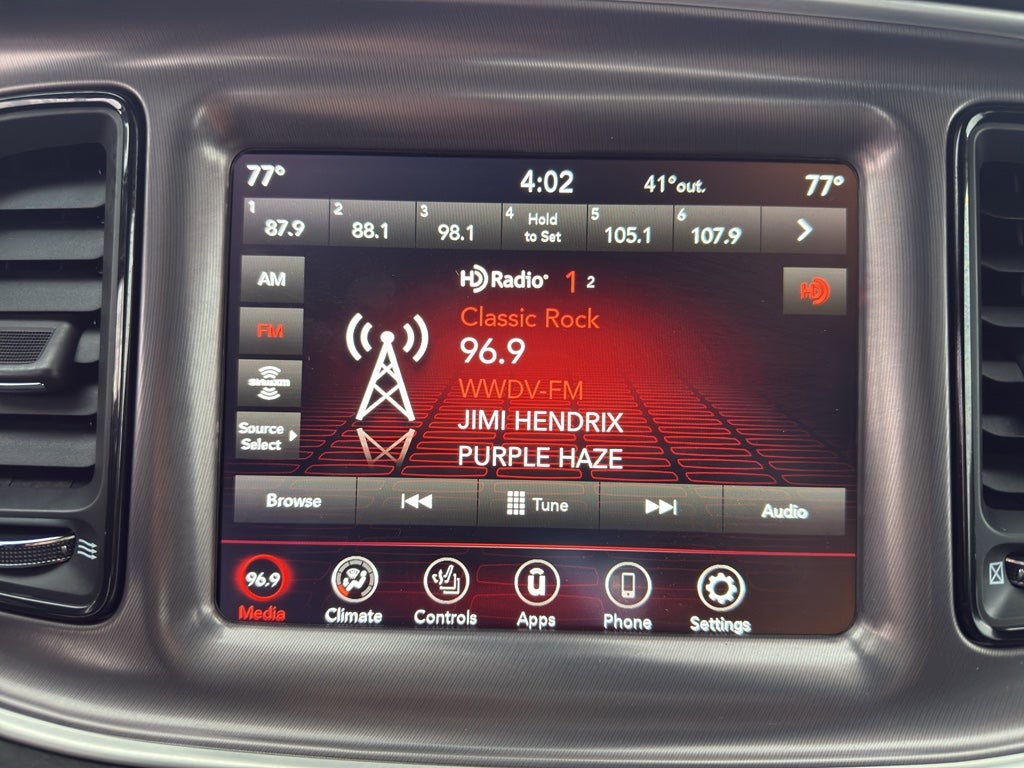 77° 4:02 41°out. 77°
1 87.9 2 88.1 3 98.1 4 Hold to Set 5 105.1 6 107.9
AM
HD Radio 1 2
HD
Classic Rock
FM
96.9
SiriusXM
WWDV-FM
JIMI HENDRIX
Source
Select
PURPLE HAZE
Browse Tune Audio
96.9
Media Climate Controls Apps Phone Settings